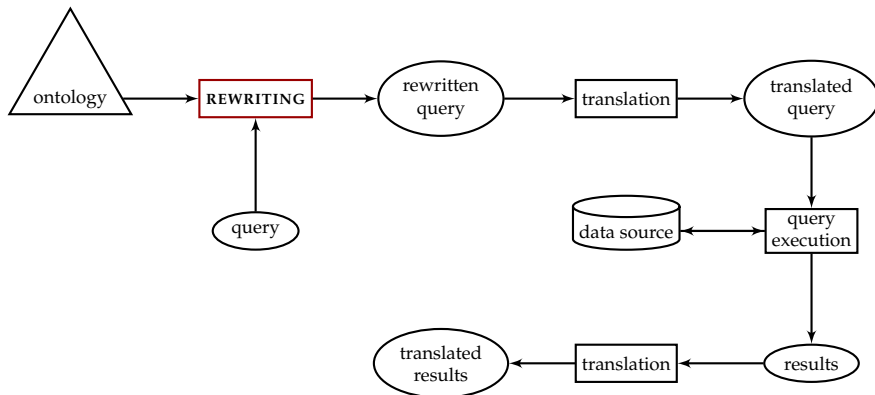 ontology
REWRITING
rewritten
query
translation
translated
query
query
data source
query
execution
translated
results
translation
results